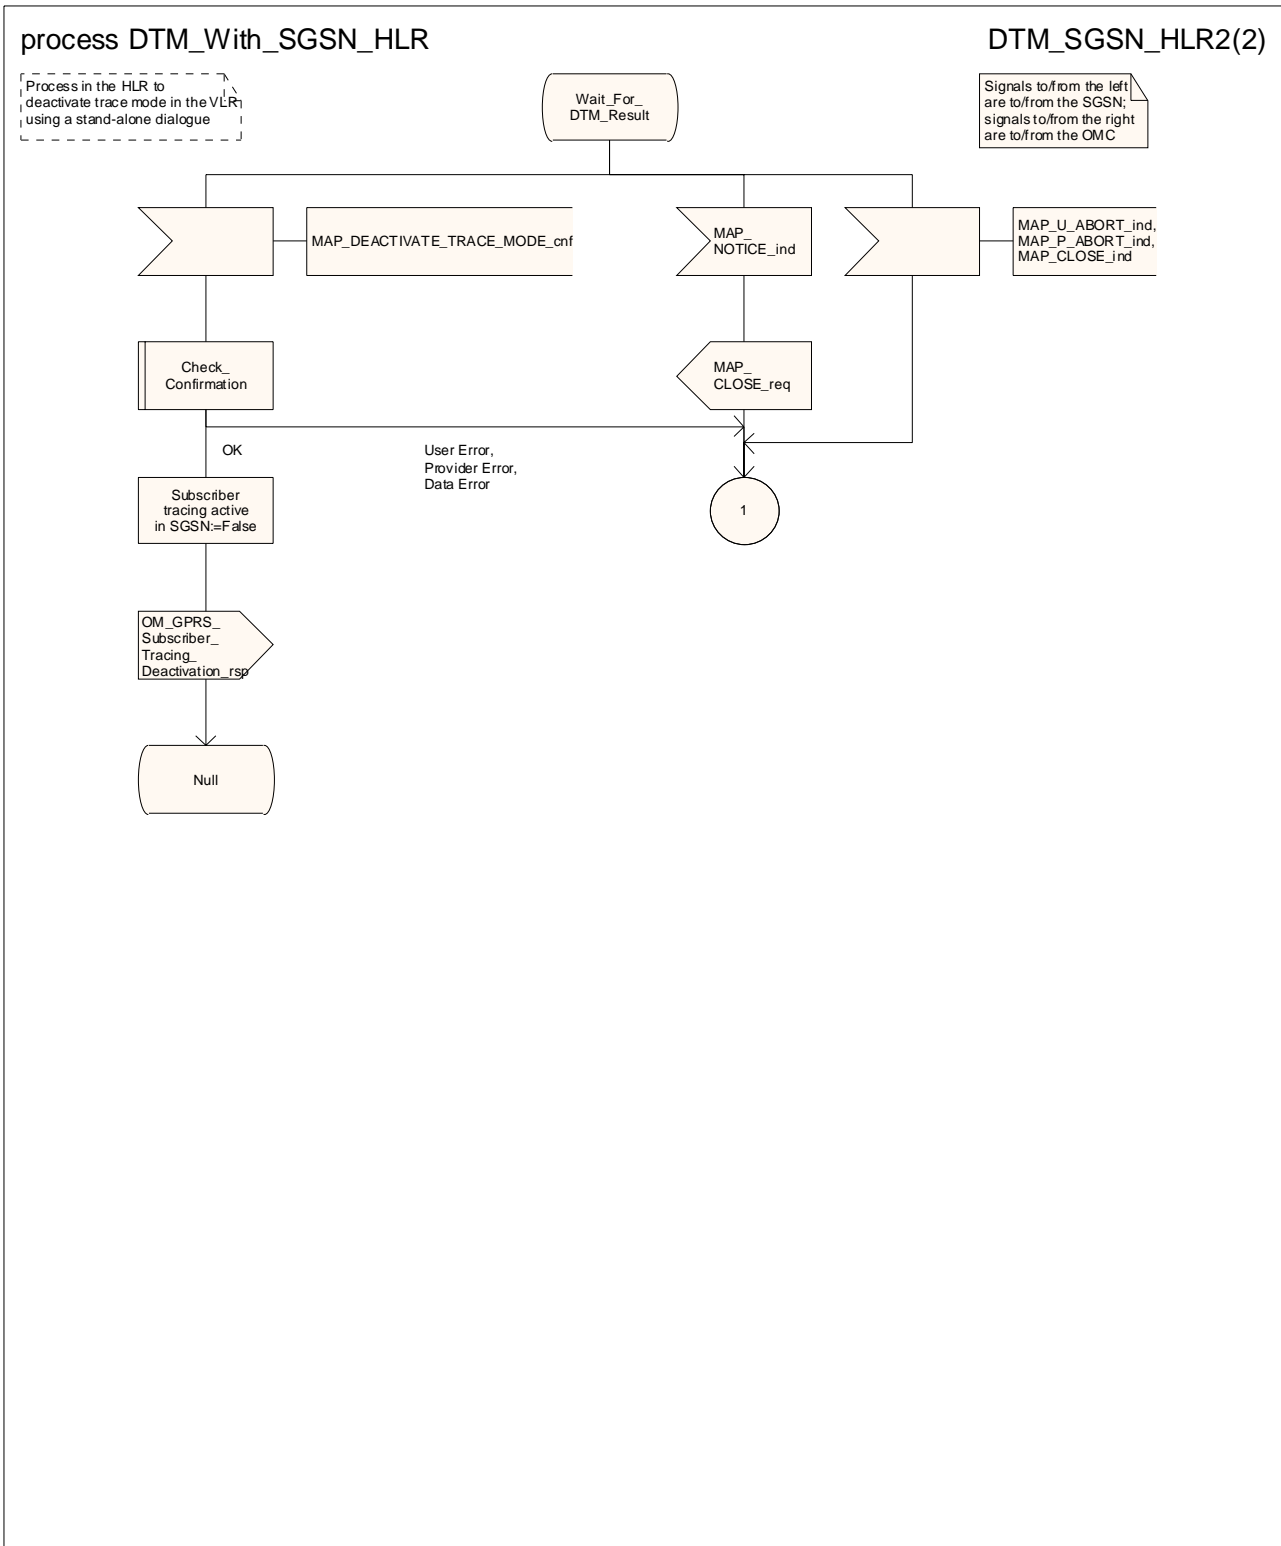 process DTM_With_SGSN_HLR
DTM_SGSN_HLR2(2)
Process in the HLR to
deactivate trace mode in the VLR
using a stand-alone dialogue
Wait_For_
DTM_Result
Signals to/from the left
are to/from the SGSN;
signals to/from the right
are to/from the OMC
MAP_DEACTIVATE_TRACE_MODE_cnf
MAP_
NOTICE_ind
MAP_U_ABORT_ind,
MAP_P_ABORT_ind,
MAP_CLOSE_ind
Check_
Confirmation
MAP_
CLOSE_req
OK
User Error,
Provider Error,
Data Error
Subscriber
tracing active
in SGSN:=False
1
OM_GPRS_
Subscriber_
Tracing_
Deactivation_rsp
Null